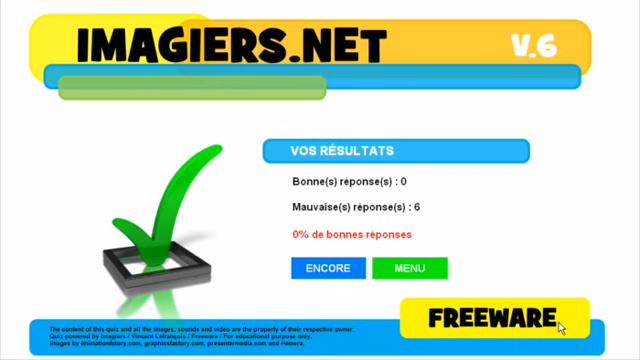 IMAGIERS.NET
V.6
VOS RÉSULTATS
Bonne(s) réponse(s) : 0
Mauvaise(s) réponse(s) : 6
0% de bonnes réponses
ENCORE
MENU
FREEWARE
The content of this quiz and all the images, sounds and video are the property of their respective owner.
Quiz powered by Imagiers / Vincent Lefrançois / Freeware / For educational purpose only.
Images by Animationfctory.com, graphicsfactory.com, presentermedia.com and Hemera.